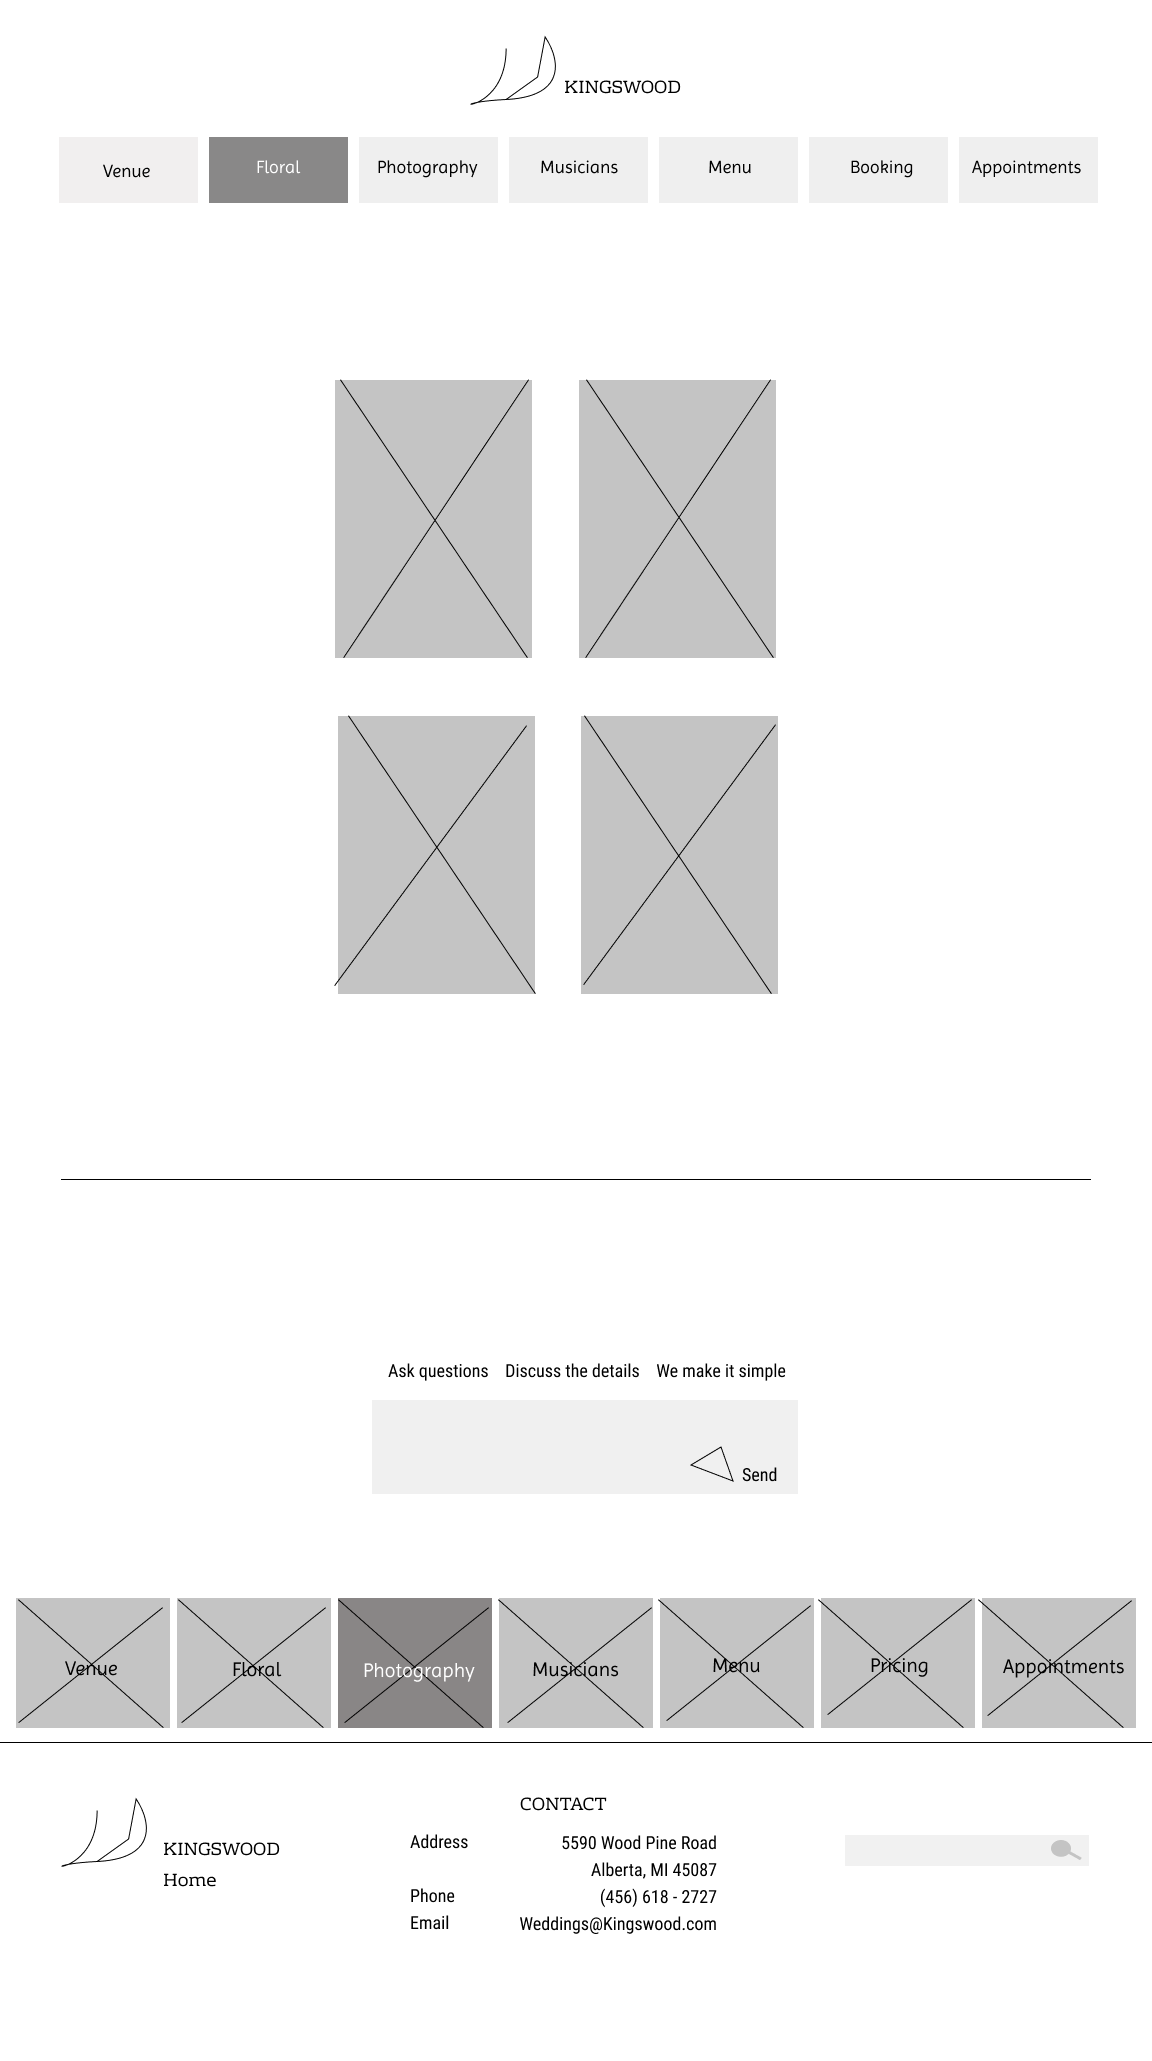 KINGSWOOD
Venue Floral Photography Musicians Menu Booking Appointments
Ask questions Discuss the details We make it simple
Send
Venue Floral Photography Musicians Menu Pricing Appointments
KINGSWOOD
Home
CONTACT
Address 5590 Wood Pine Road
Alberta, MI 45087
Phone (456) 618 - 2727
Email Weddings@Kingswood.com